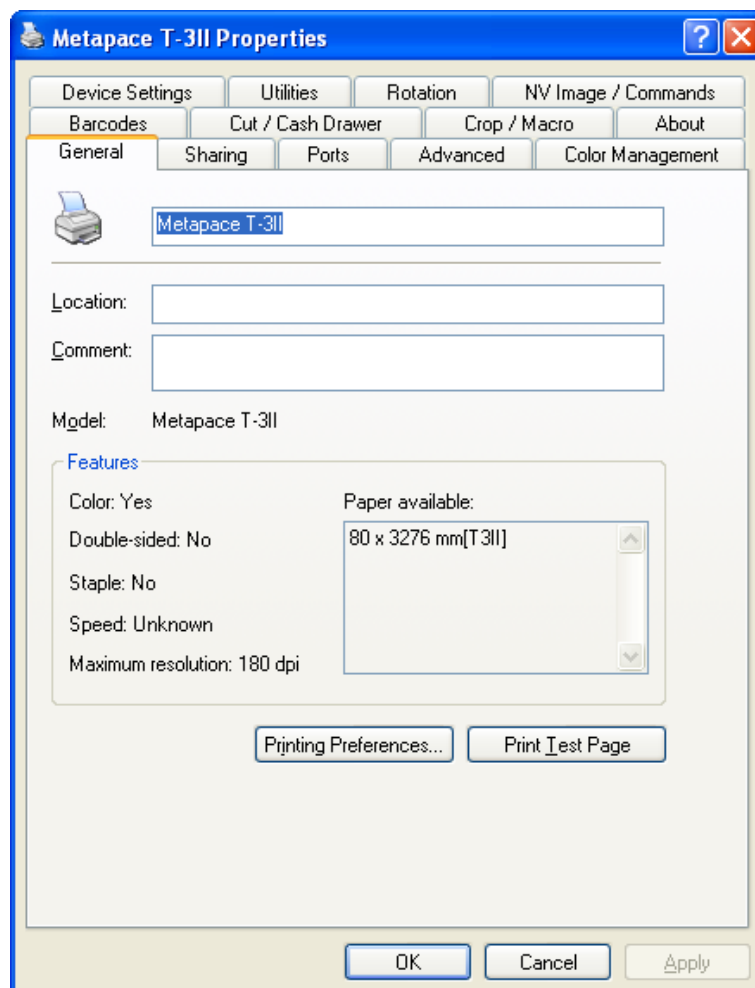 Metapace T-3II Properties
Device Settings Utilities Rotation NV Image / Commands
Barcodes Cut / Cash Drawer Crop / Macro About
General Sharing Ports Advanced Color Management
Metapace T-3II
Location:
Comment:
Model: Metapace T-3II
Features
Color: Yes Paper available:
Double-sided: No 80 x 3276 mm[T3II]
Staple: No
Speed: Unknown
Maximum resolution: 180 dpi
Printing Preferences... Print Test Page
OK Cancel Apply